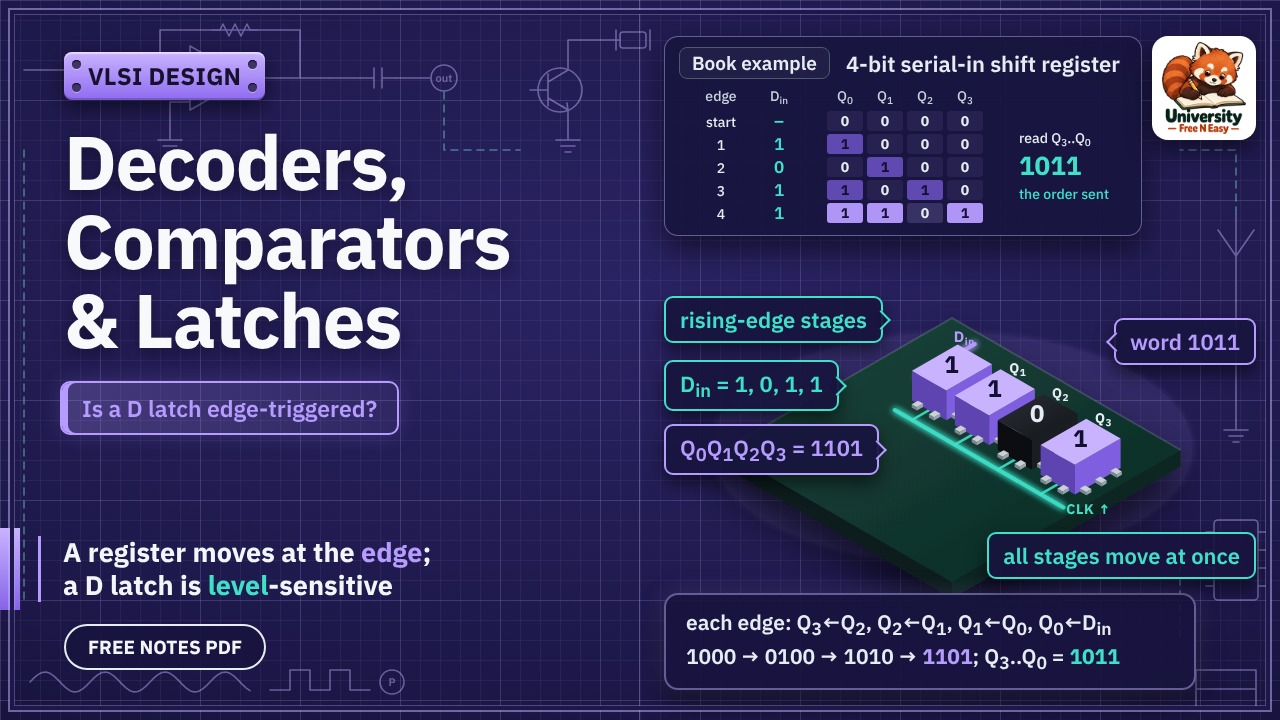 VLSI DESIGN
Decoders,
Comparators
& Latches
Is a D latch edge-triggered?
A register moves at the edge;
a D latch is level-sensitive
FREE NOTES PDF
out
P
Book example 4-bit serial-in shift register
edge Din Q0 Q1 Q2 Q3
start – 0 0 0 0
1 1 1 0 0 0
2 0 0 1 0 0
3 1 1 0 1 0
4 1 1 1 0 1
read Q3..Q0
1011
the order sent
University
Free N Easy
rising-edge stages
Din = 1, 0, 1, 1
Q0Q1Q2Q3 = 1101
word 1011
Din
Q1
Q2
Q3
1
1
0
1
CLK ↑
all stages move at once
each edge: Q3←Q2, Q2←Q1, Q1←Q0, Q0←Din
1000 → 0100 → 1010 → 1101; Q3..Q0 = 1011